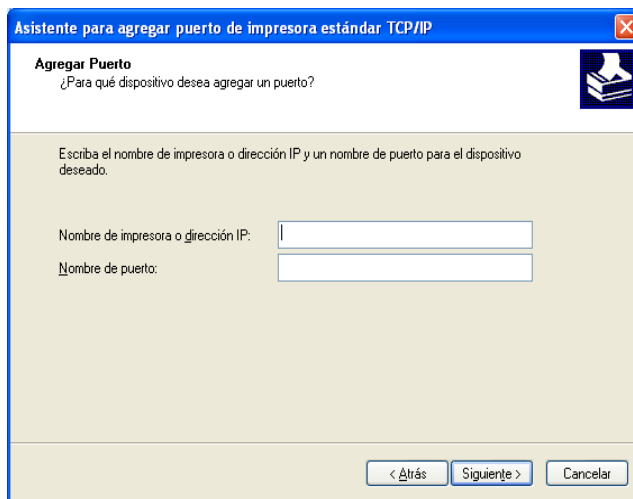 Asistente para agregar puerto de impresora estándar TCP/IP
Agregar Puerto
¿Para qué dispositivo desea agregar un puerto?
Escriba el nombre de impresora o dirección IP y un nombre de puerto para el dispositivo
deseado.
Nombre de impresora o dirección IP:
Nombre de puerto:
< Atrás
Siguiente >
Cancelar